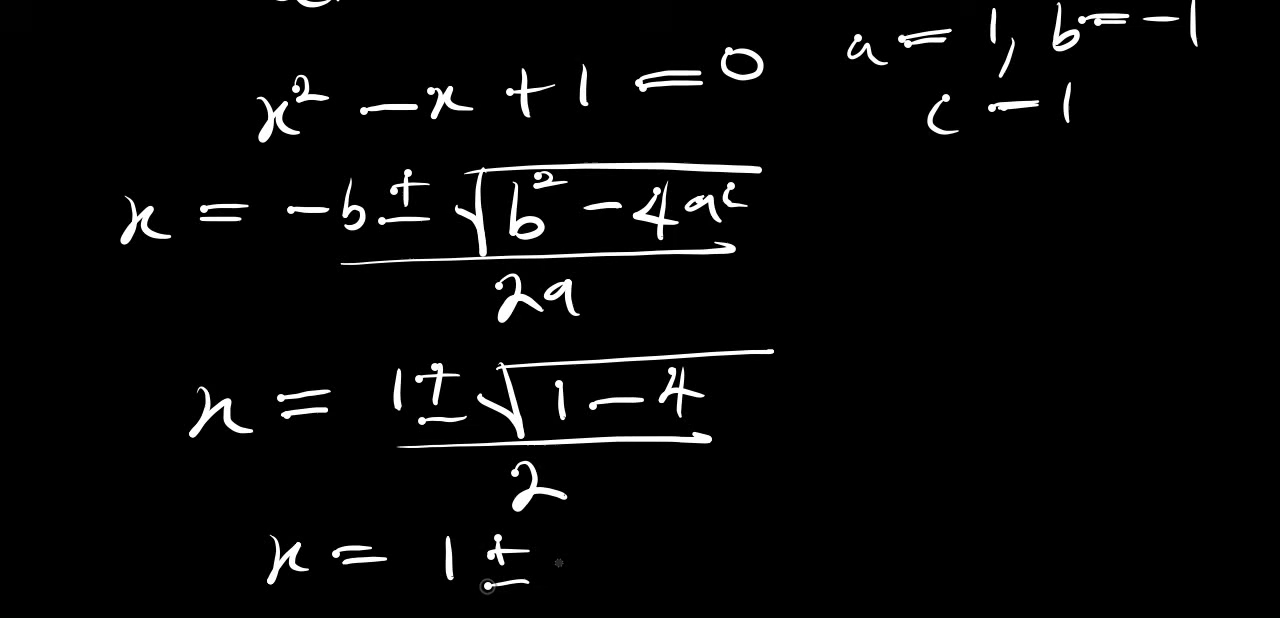 a = 1, b = -1
x² - x + 1 = 0
c - 1
x = -b ± √(b² - 4ac)
2a
x = 1 ± √(1 - 4)
2
x = 1 ±